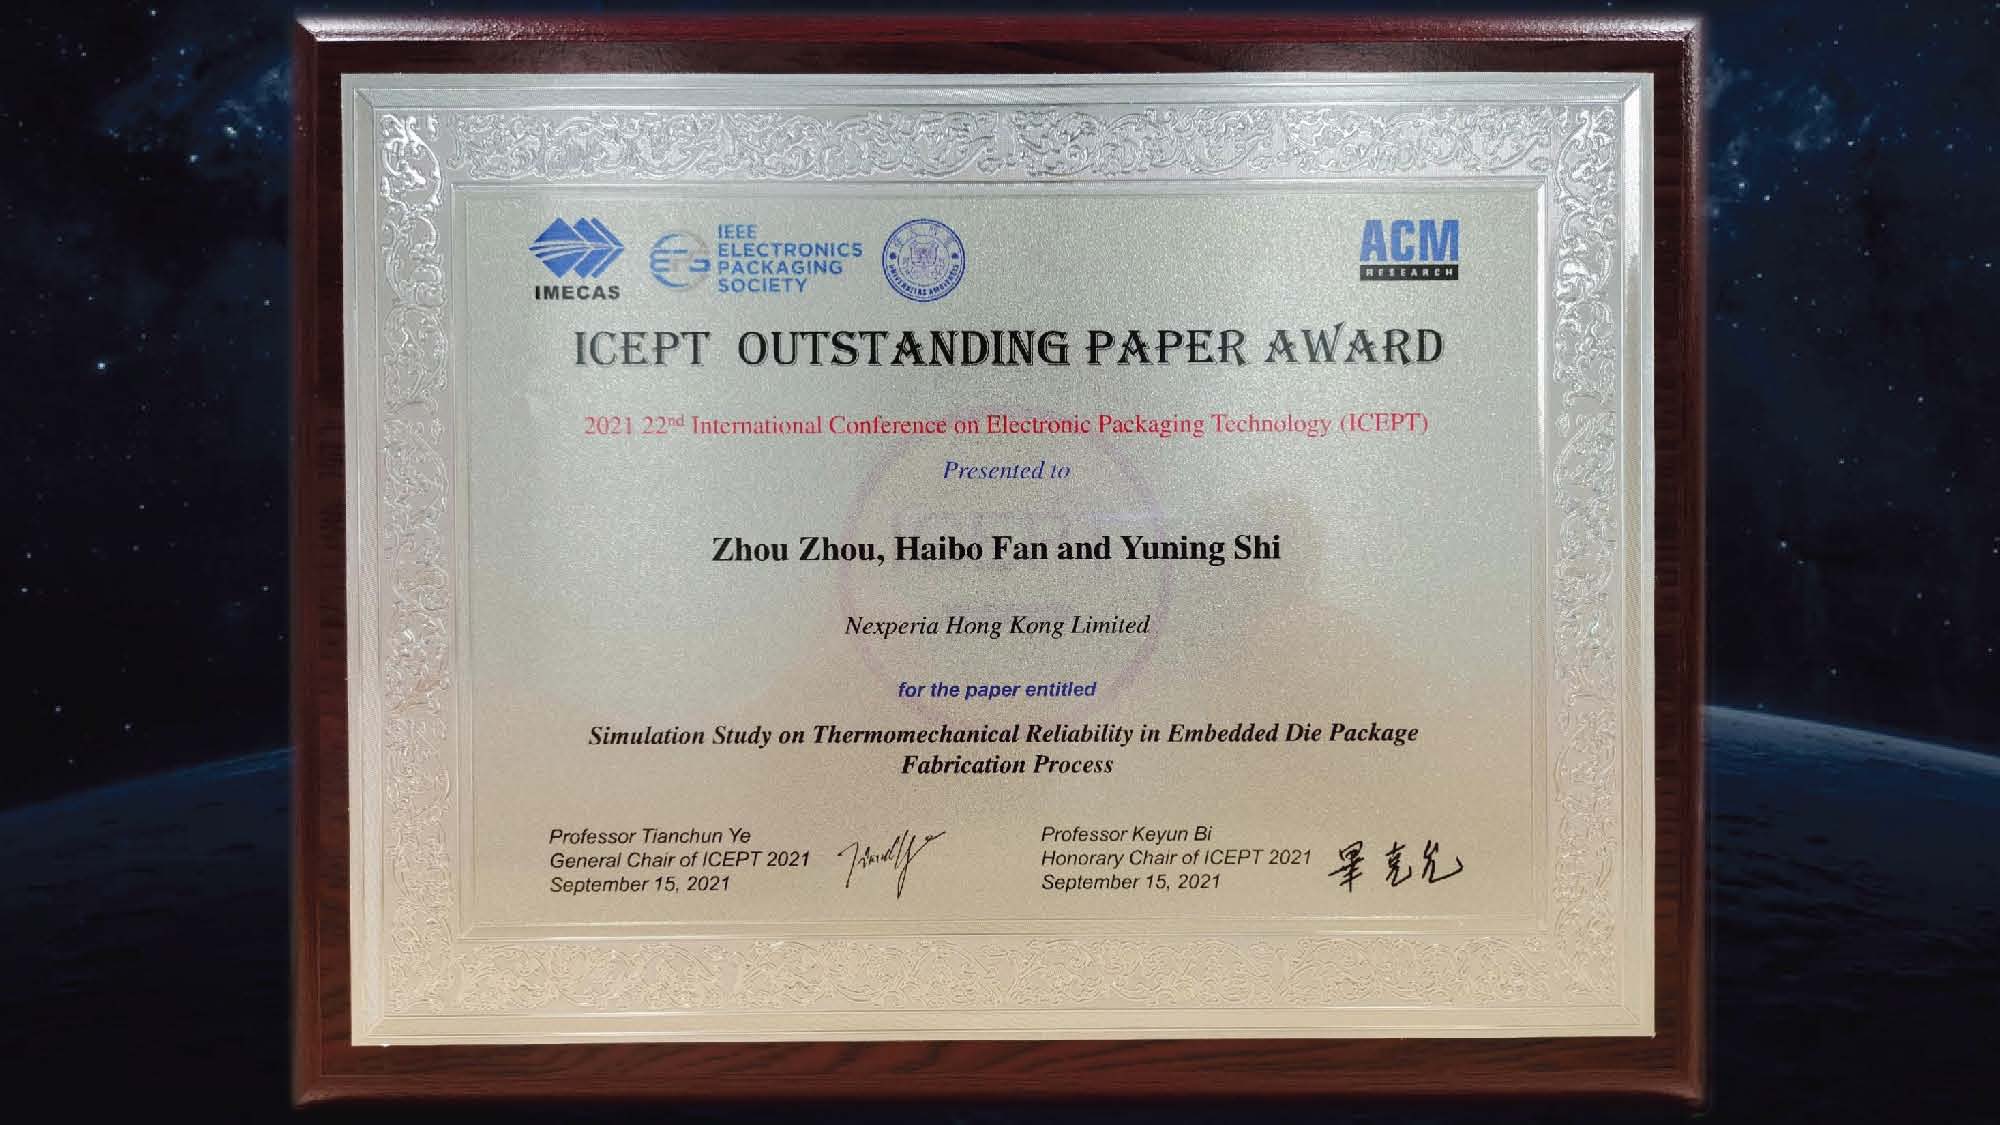 IMECAS
IEEE
ELECTRONICS
PACKAGING
SOCIETY
ACM
RESEARCH
ICEPT OUTSTANDING PAPER AWARD
2021 22nd International Conference on Electronic Packaging Technology (ICEPT)
Presented to
Zhou Zhou, Haibo Fan and Yuning Shi
Nexperia Hong Kong Limited
for the paper entitled
Simulation Study on Thermomechanical Reliability in Embedded Die Package
Fabrication Process
Professor Tianchun Ye
General Chair of ICEPT 2021
September 15, 2021
Professor Keyun Bi
Honorary Chair of ICEPT 2021
September 15, 2021
畢克允